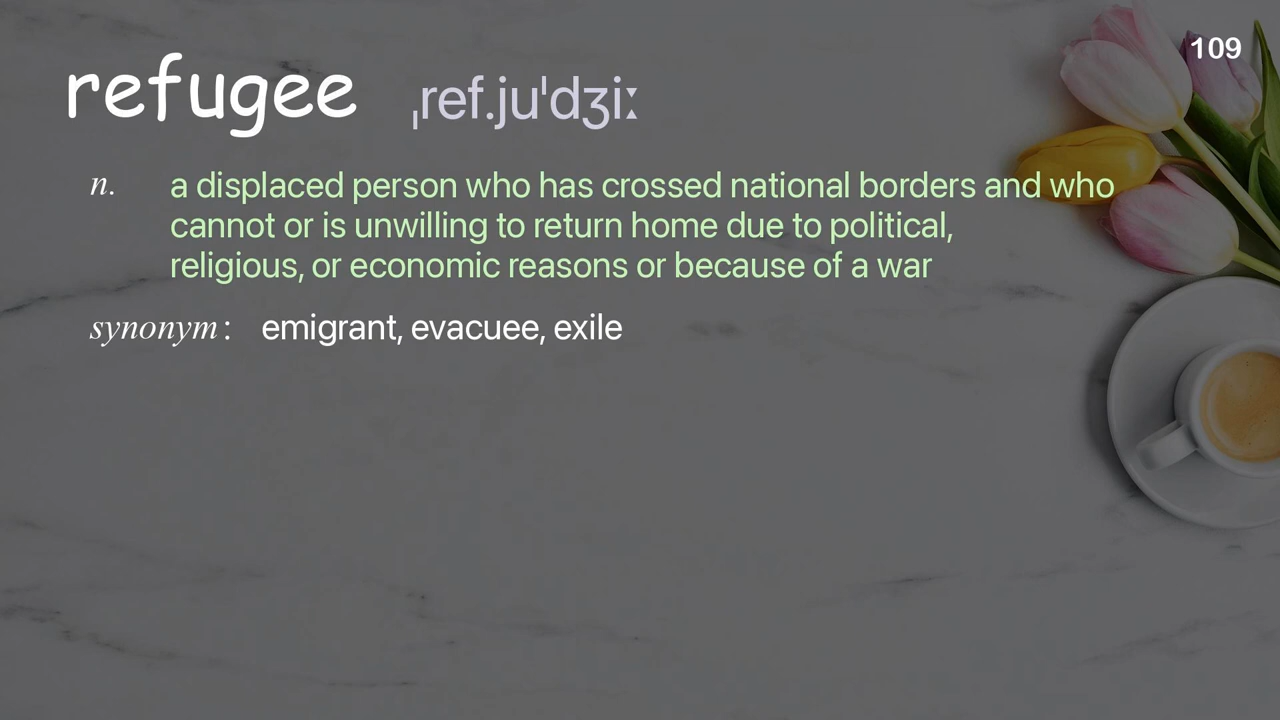 109
refugee ˌref.juˈdʒiː
n. a displaced person who has crossed national borders and who
cannot or is unwilling to return home due to political,
religious, or economic reasons or because of a war
synonym: emigrant, evacuee, exile